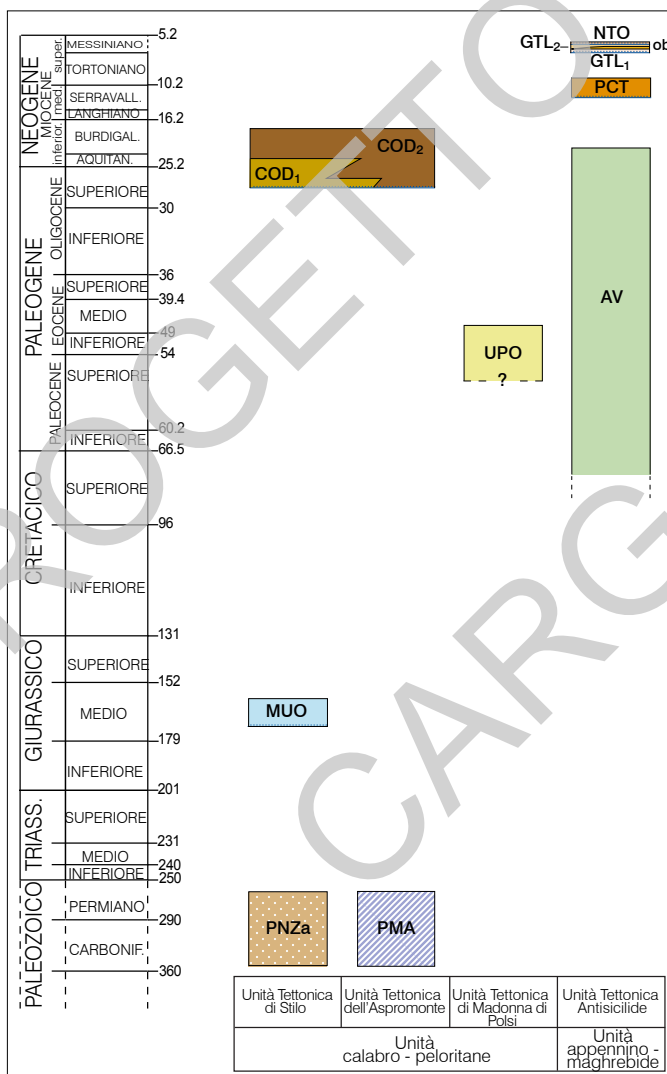 5.2
MESSINIANO
super.
TORTONIANO
10.2
NEOGENE
MIOCENE
med.
SERRAVALL.
LANGHIANO
16.2
inferior.
BURDIGAL.
AQUITAN.
25.2
SUPERIORE
30
OLIGOCENE
INFERIORE
36
PALEOGENE
SUPERIORE
39.4
EOCENE
MEDIO
49
INFERIORE
54
PALEOCENE
SUPERIORE
60.2
INFERIORE
66.5
CRETACICO
SUPERIORE
96
INFERIORE
131
GIURASSICO
SUPERIORE
152
MEDIO
179
INFERIORE
201
TRIASS.
SUPERIORE
231
MEDIO
240
INFERIORE
250
PALEOZOICO
PERMIANO
290
CARBONIF.
360
NTO
GTL2
ob
GTL1
PCT
COD2
COD1
AV
UPO
?
MUO
PNZa
PMA
Unità Tettonica di Stilo
Unità Tettonica dell'Aspromonte
Unità Tettonica di Madonna di Polsi
Unità Tettonica Antisicilide
Unità calabro - peloritane
Unità appennino - maghrebide
PROGETTO
CARG